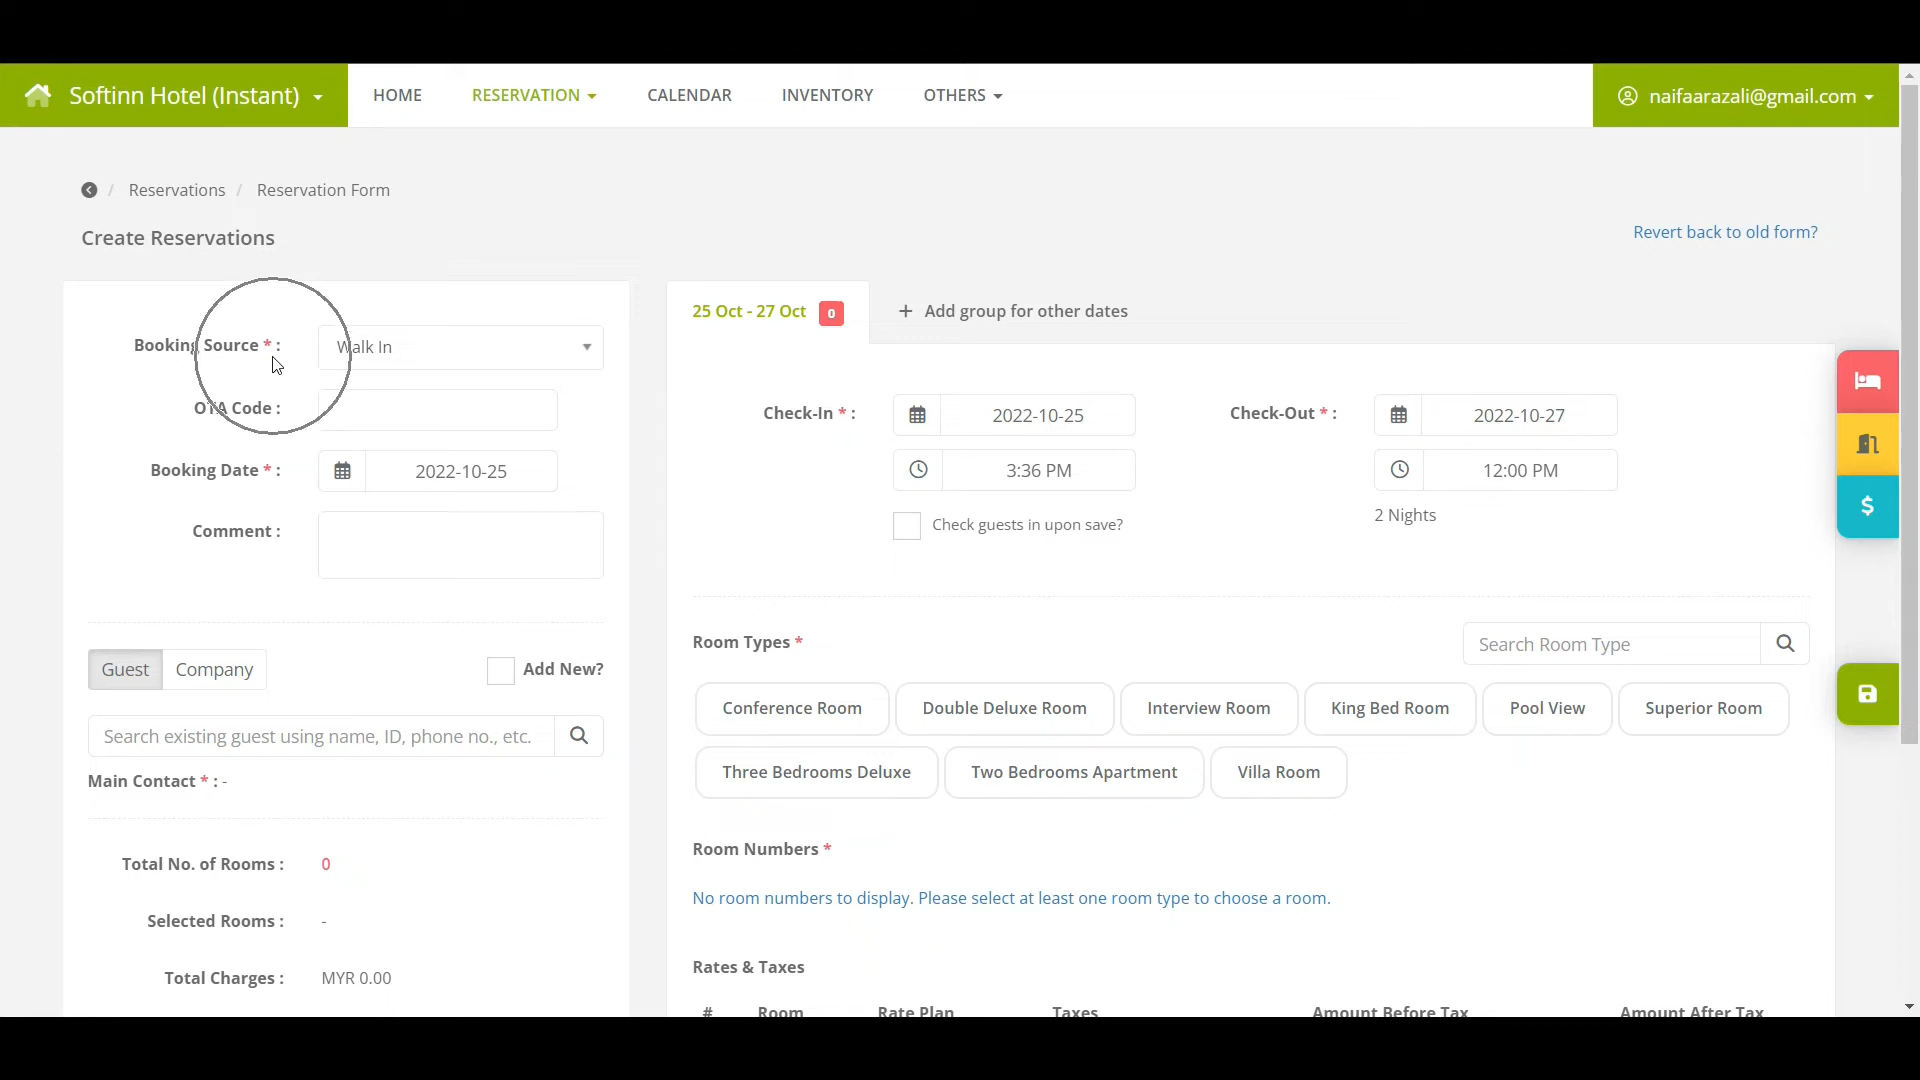 Softinn Hotel (Instant)
HOME
RESERVATION
CALENDAR
INVENTORY
OTHERS
naifaarazali@gmail.com
/ Reservations / Reservation Form
Create Reservations
Revert back to old form?
Booking Source * :
Walk In
OTA Code :
Booking Date * :
2022-10-25
Comment :
Guest
Company
Add New?
Search existing guest using name, ID, phone no., etc.
Main Contact * : -
Total No. of Rooms : 0
Selected Rooms : -
Total Charges : MYR 0.00
25 Oct - 27 Oct 0
+ Add group for other dates
Check-In * :
2022-10-25
3:36 PM
Check guests in upon save?
Check-Out * :
2022-10-27
12:00 PM
2 Nights
Room Types *
Search Room Type
Conference Room
Double Deluxe Room
Interview Room
King Bed Room
Pool View
Superior Room
Three Bedrooms Deluxe
Two Bedrooms Apartment
Villa Room
Room Numbers *
No room numbers to display. Please select at least one room type to choose a room.
Rates & Taxes
# Room Rate Plan Taxes Amount Before Tax Amount After Tax